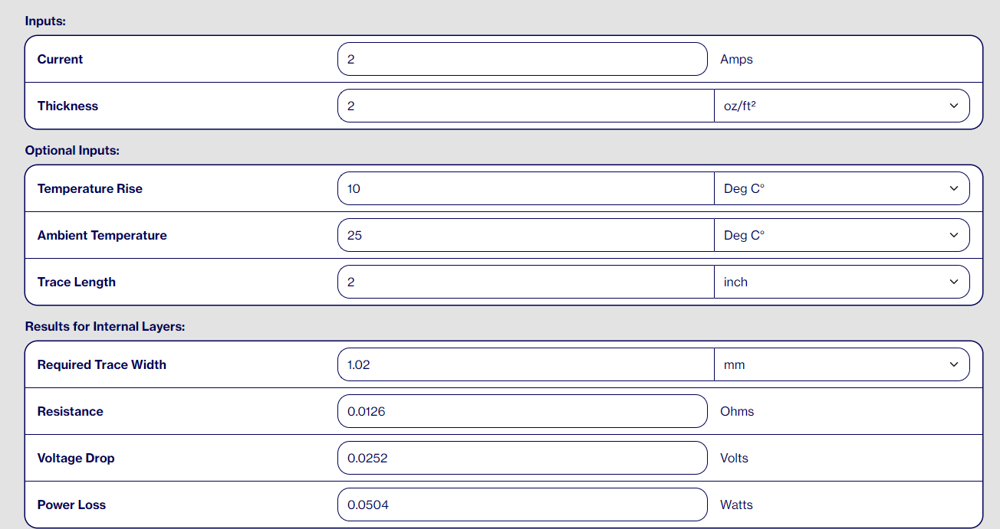 Inputs:
Current 2 Amps
Thickness 2 oz/ft²
Optional Inputs:
Temperature Rise 10 Deg C°
Ambient Temperature 25 Deg C°
Trace Length 2 inch
Results for Internal Layers:
Required Trace Width 1.02 mm
Resistance 0.0126 Ohms
Voltage Drop 0.0252 Volts
Power Loss 0.0504 Watts